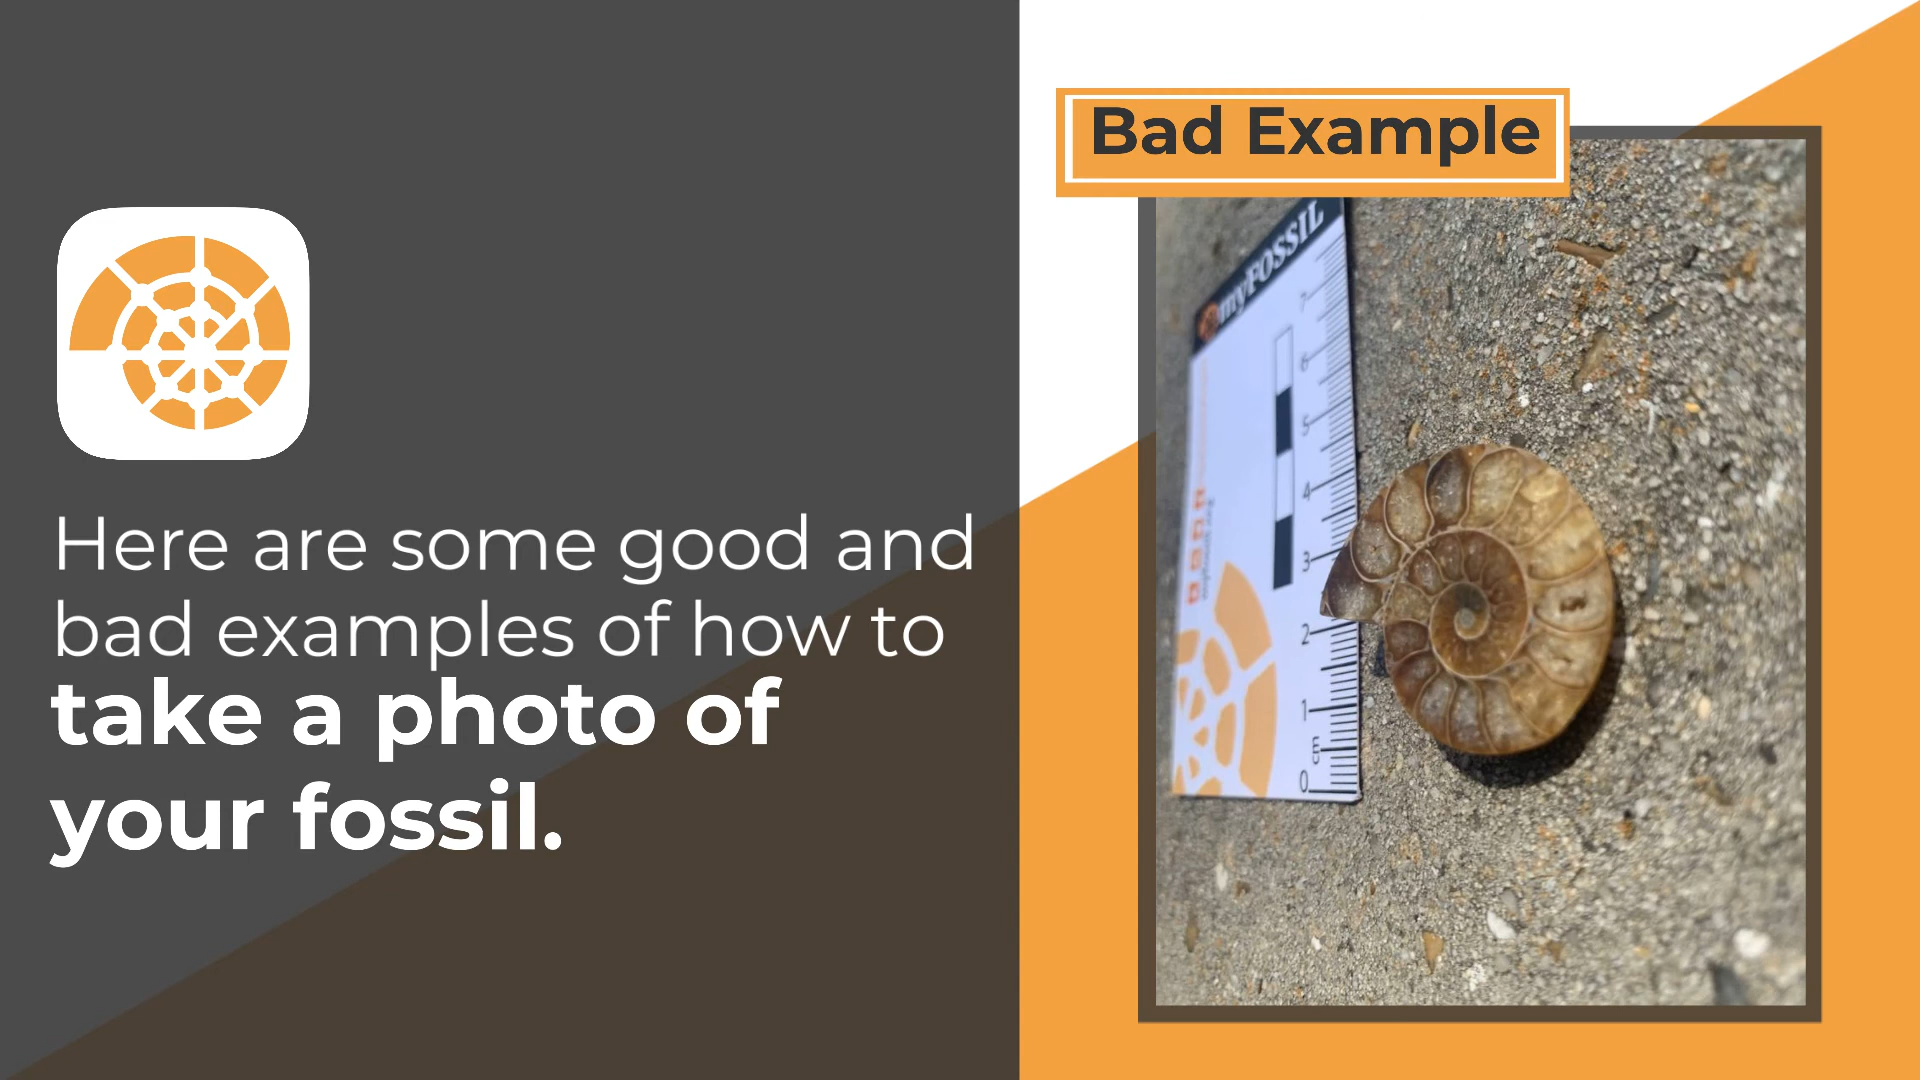 Here are some good and
bad examples of how to
take a photo of
your fossil.
Bad Example
myFOSSIL
7
6
5
4
3
2
1
cm
0